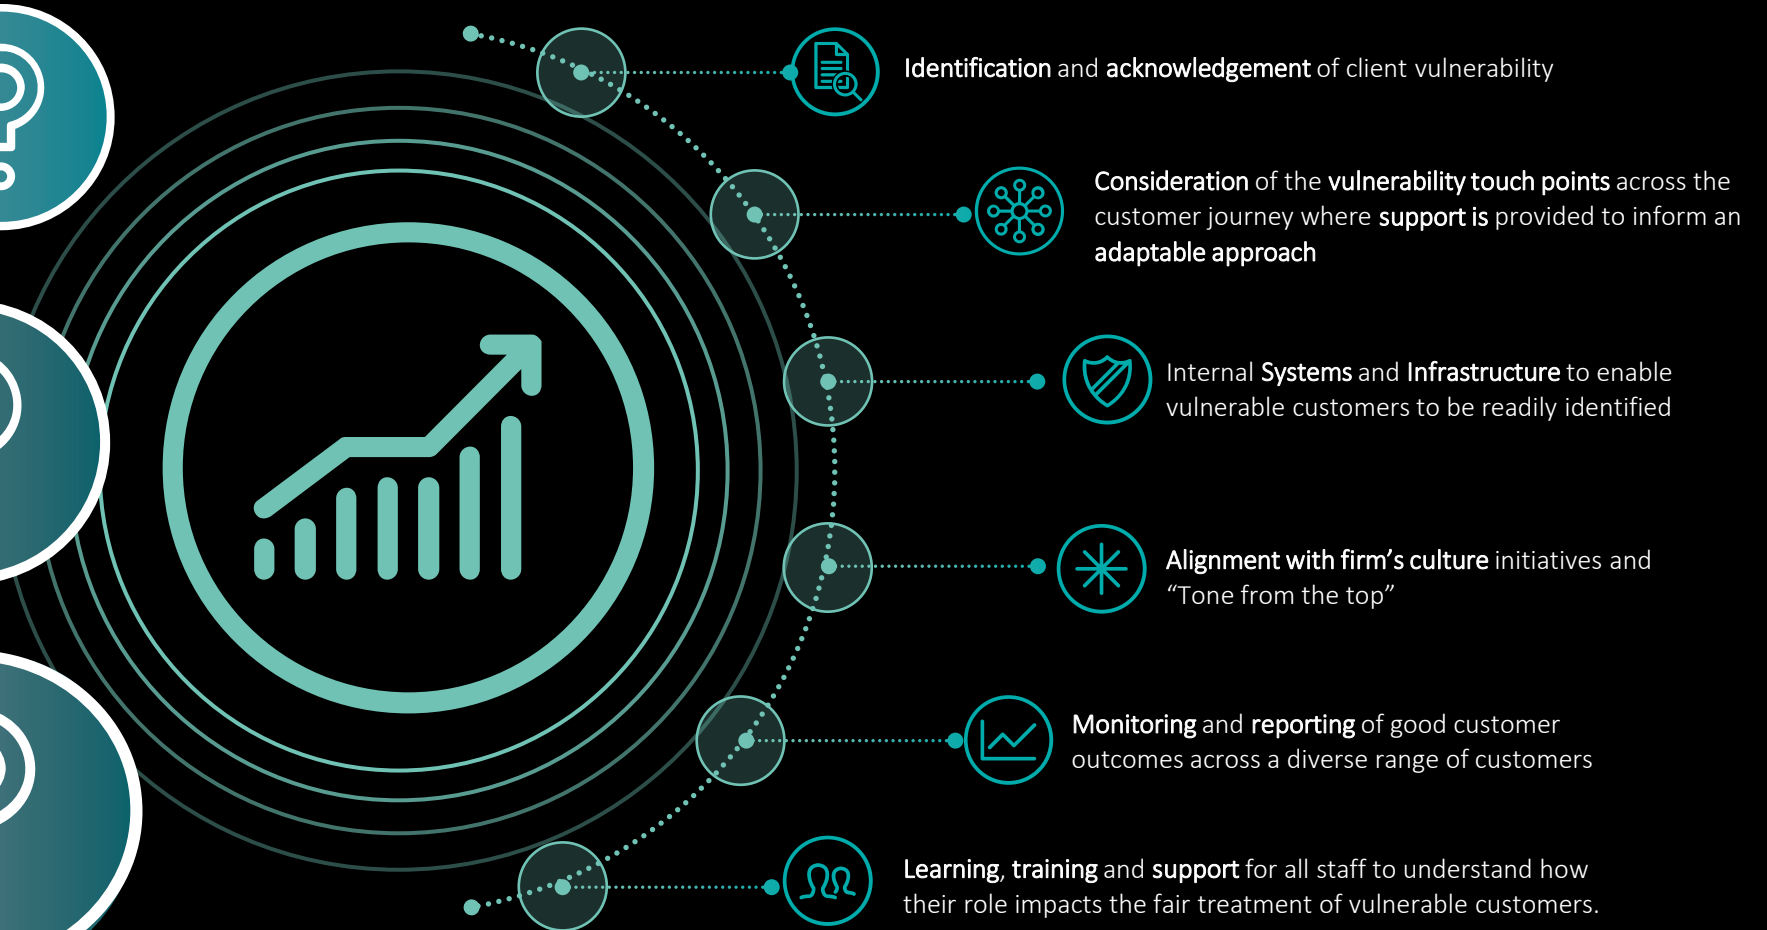 Identification and acknowledgement of client vulnerability
Consideration of the vulnerability touch points across the
customer journey where support is provided to inform an
adaptable approach
Internal Systems and Infrastructure to enable
vulnerable customers to be readily identified
Alignment with firm’s culture initiatives and
“Tone from the top”
Monitoring and reporting of good customer
outcomes across a diverse range of customers
Learning, training and support for all staff to understand how
their role impacts the fair treatment of vulnerable customers.